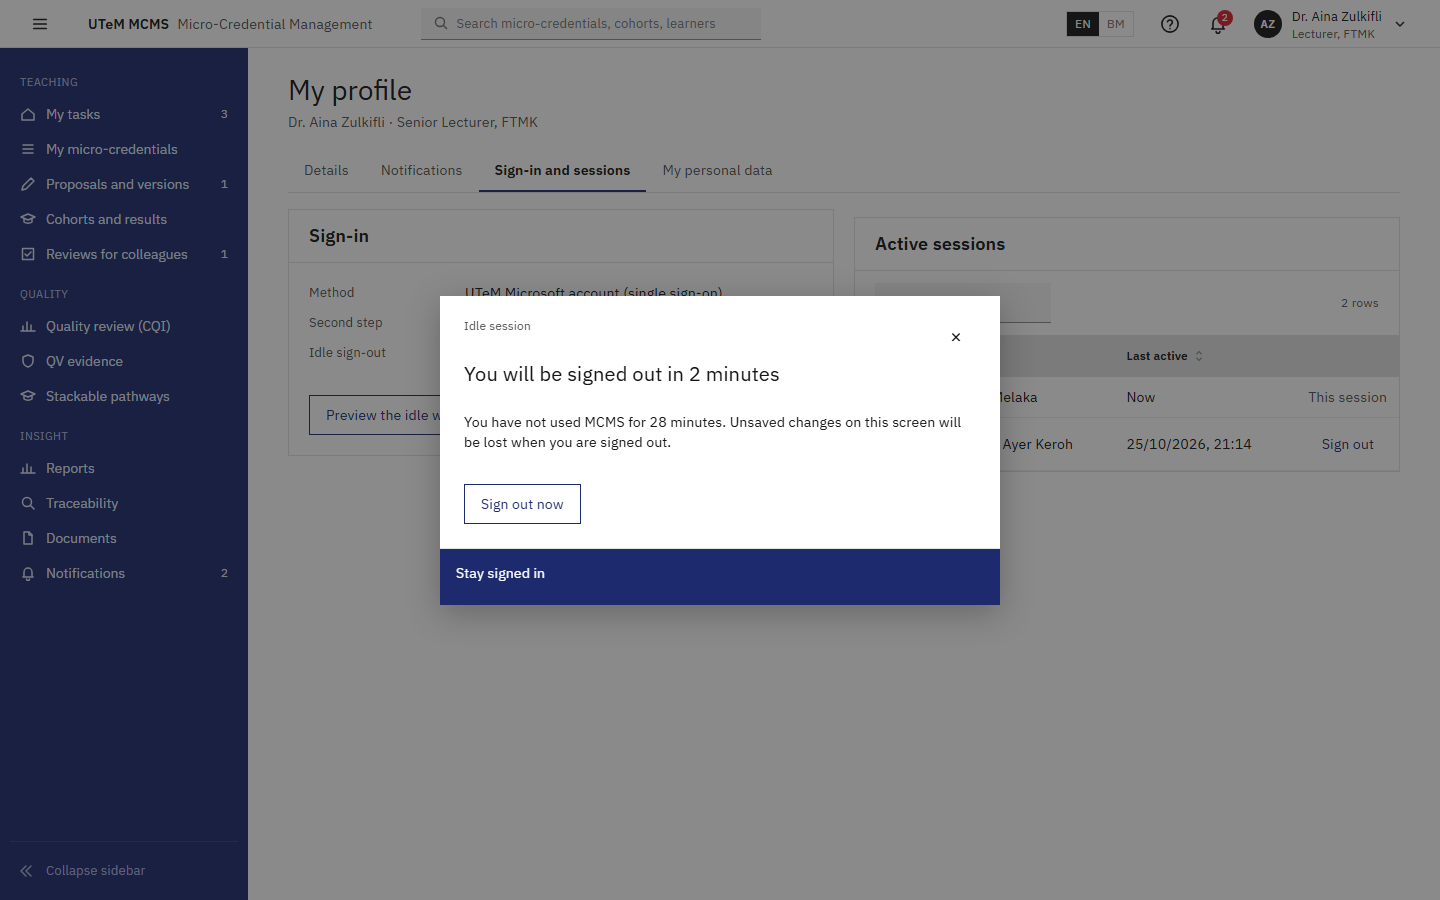 UTeM MCMS Micro-Credential Management
Search micro-credentials, cohorts, learners
EN BM
2
AZ
Dr. Aina Zulkifli
Lecturer, FTMK
TEACHING
My tasks 3
My micro-credentials
Proposals and versions 1
Cohorts and results
Reviews for colleagues 1
QUALITY
Quality review (CQI)
QV evidence
Stackable pathways
INSIGHT
Reports
Traceability
Documents
Notifications 2
Collapse sidebar
My profile
Dr. Aina Zulkifli · Senior Lecturer, FTMK
Details Notifications Sign-in and sessions My personal data
Sign-in
Method UTeM Microsoft account (single sign-on)
Second step
Idle sign-out
Preview the idle
Active sessions
2 rows
Last active
Now This session
Ayer Keroh 25/10/2026, 21:14 Sign out
Idle session
You will be signed out in 2 minutes
You have not used MCMS for 28 minutes. Unsaved changes on this screen will
be lost when you are signed out.
Sign out now
Stay signed in